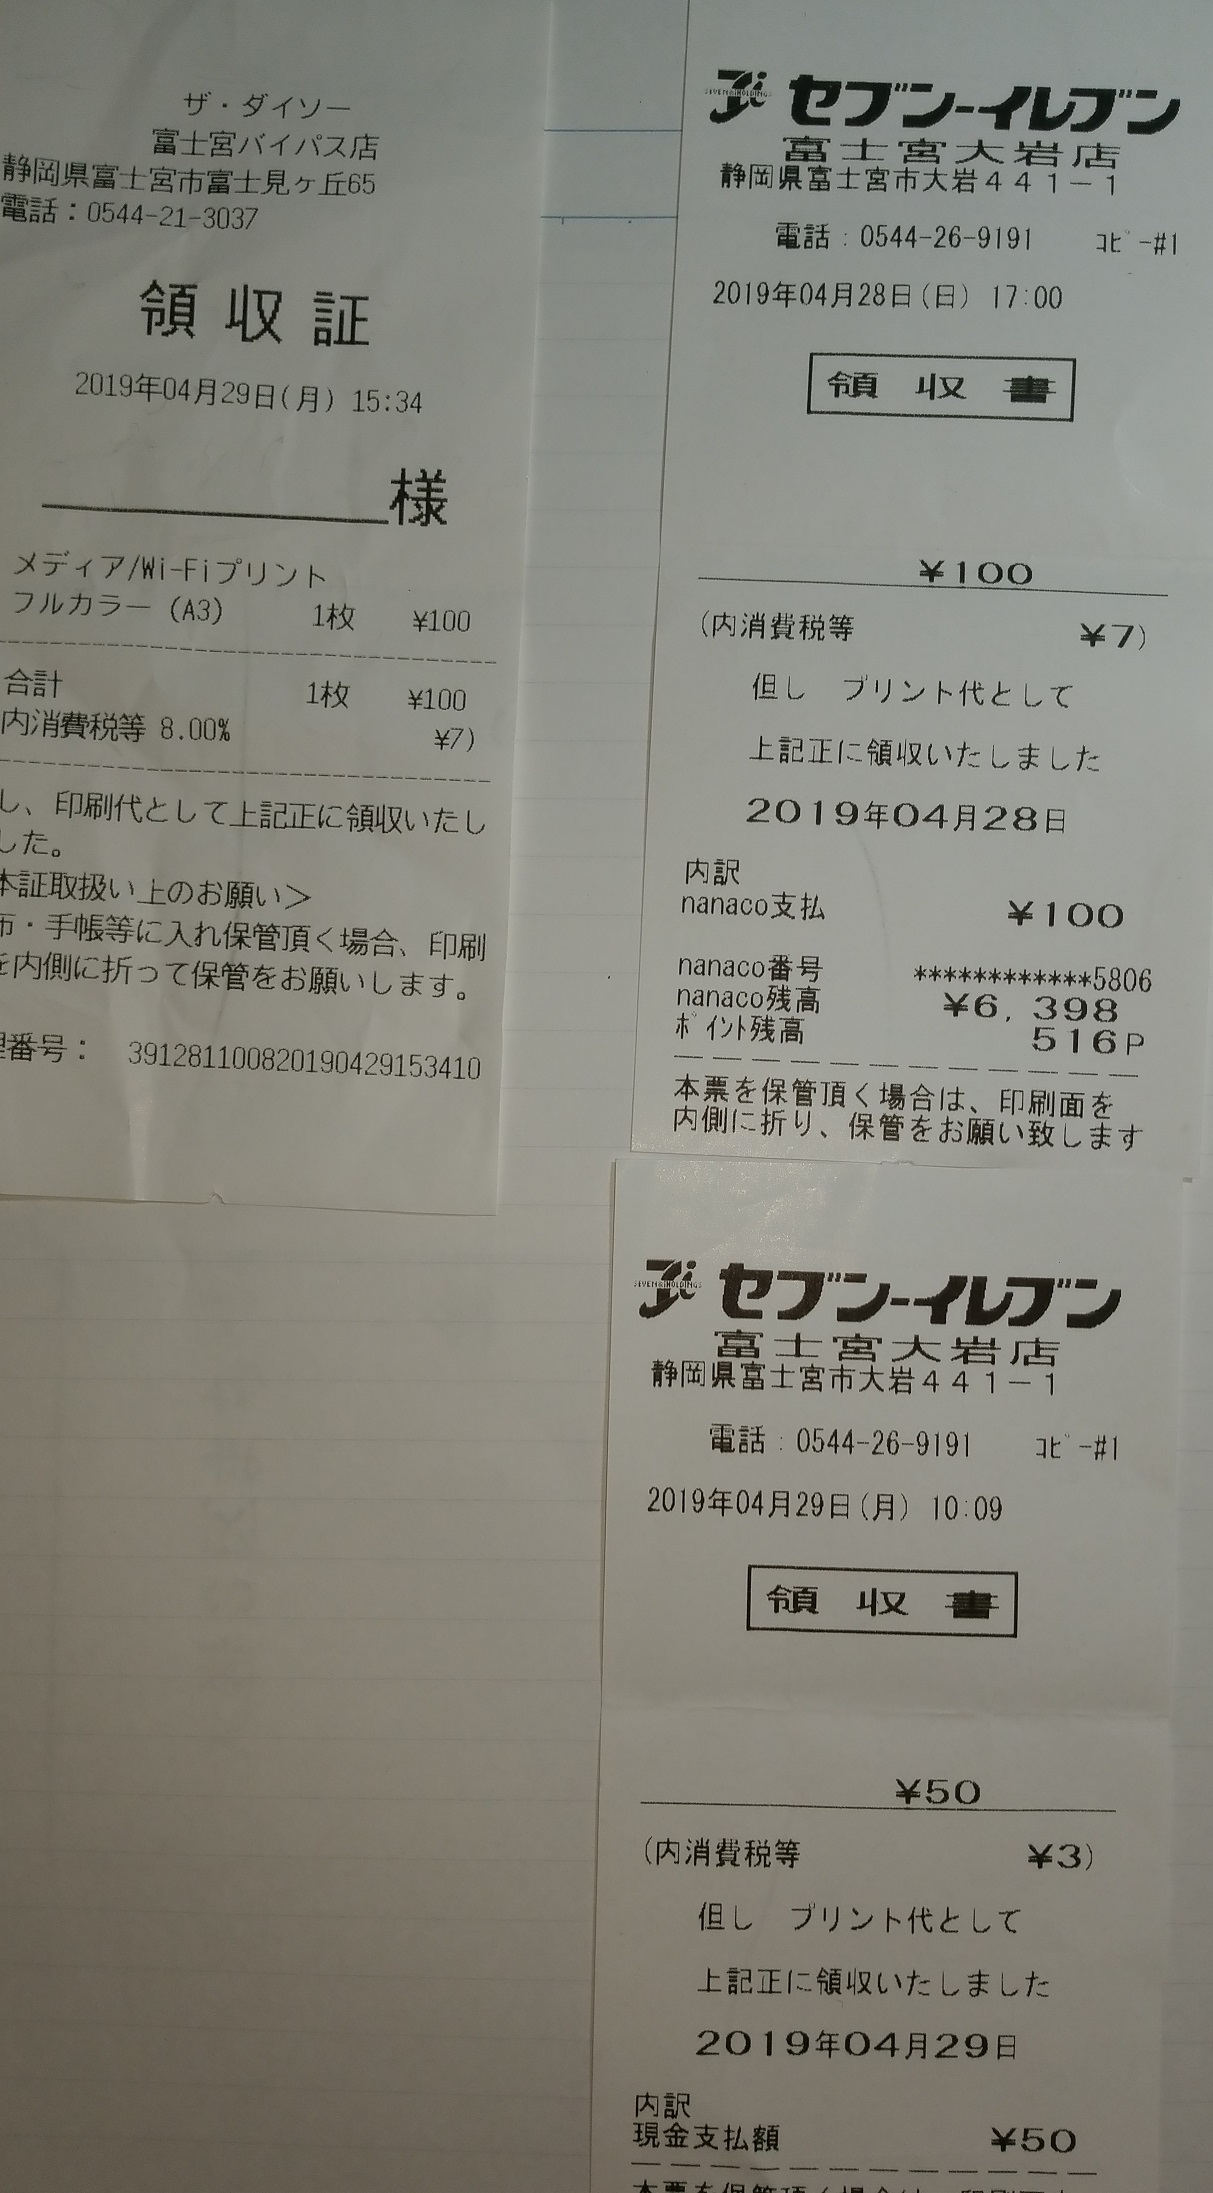 ザ・ダイソー
富士宮バイパス店
静岡県富士宮市富士見ヶ丘65
電話：0544-21-3037
領収証
2019年04月29日(月) 15:34
様
メディア/Wi-Fiプリント
フルカラー (A3) 1枚 ¥100
合計 1枚 ¥100
内消費税等 8.00% ¥7)
し、印刷代として上記正に領収いたし
した。
本証取扱い上のお願い＞
布・手帳等に入れ保管頂く場合、印刷
を内側に折って保管をお願いします。
理番号： 391281100820190429153410
SEVEN&i HOLDINGS セブン-イレブン
富士宮大岩店
静岡県富士宮市大岩４４１－１
電話：0544-26-9191 ｺﾋﾟｰ#1
2019年04月28日(日) 17:00
領収書
¥100
(内消費税等 ¥7)
但し プリント代として
上記正に領収いたしました
2019年04月28日
内訳
nanaco支払 ¥100
nanaco番号 ************5806
nanaco残高 ¥6,398
ﾎﾟｲﾝﾄ残高 516P
本票を保管頂く場合は、印刷面を
内側に折り、保管をお願い致します
SEVEN&i HOLDINGS セブン-イレブン
富士宮大岩店
静岡県富士宮市大岩４４１－１
電話：0544-26-9191 ｺﾋﾟｰ#1
2019年04月29日(月) 10:09
領収書
¥50
(内消費税等 ¥3)
但し プリント代として
上記正に領収いたしました
2019年04月29日
内訳
現金支払額 ¥50
本票を保管頂く場合は、印刷面を